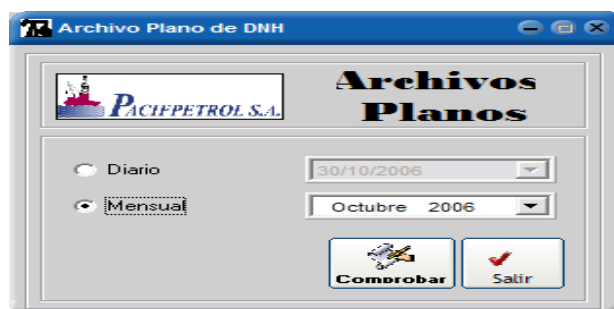 Archivo Plano de DNH
PACIFPETROL S.A.
Archivos
Planos
Diario
30/10/2006
Mensual
Octubre 2006
Comprobar
Salir